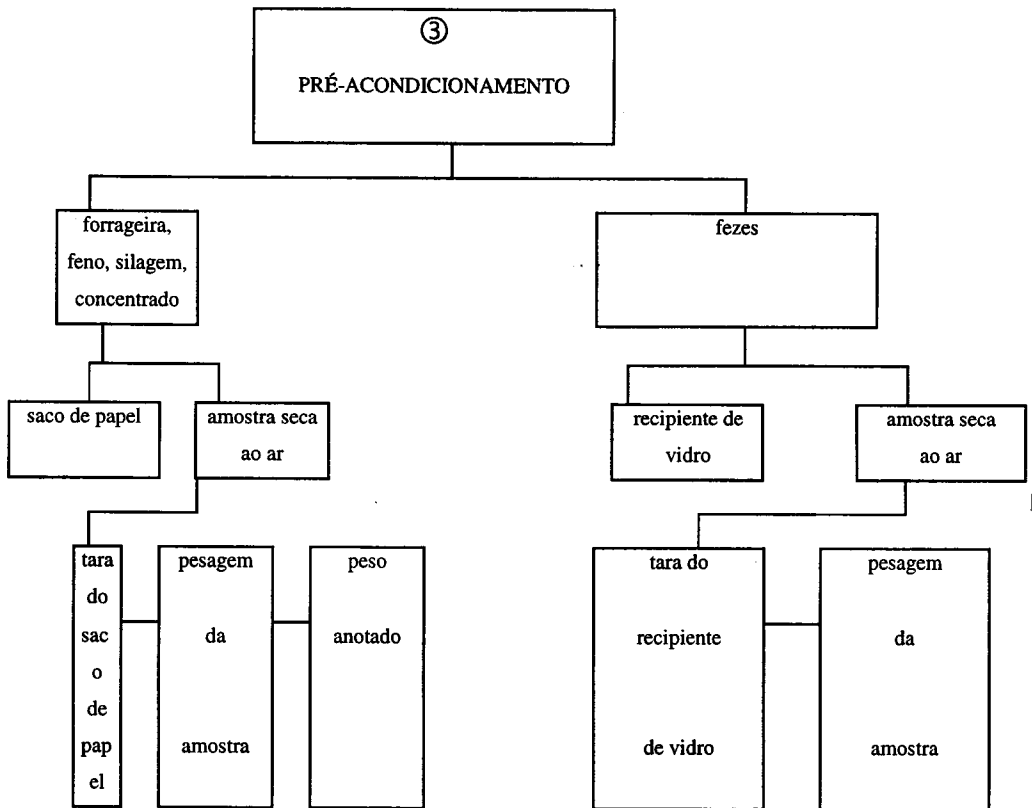 ③
PRÉ-ACONDICIONAMENTO
forrageira,
feno, silagem,
concentrado
fezes
saco de papel
amostra seca
ao ar
recipiente de
vidro
amostra seca
ao ar
tara
do
sac
o
de
pap
el
pesagem
da
amostra
peso
anotado
tara do
recipiente
de vidro
pesagem
da
amostra